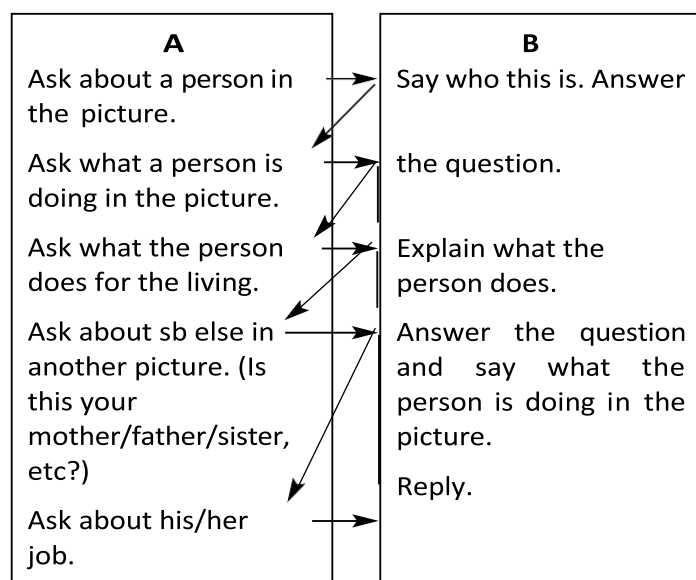 A
Ask about a person in
the picture.
Ask what a person is
doing in the picture.
Ask what the person
does for the living.
Ask about sb else in
another picture. (Is
this your
mother/father/sister,
etc?)
Ask about his/her
job.
B
Say who this is. Answer
the question.
Explain what the
person does.
Answer the question
and say what the
person is doing in the
picture.
Reply.